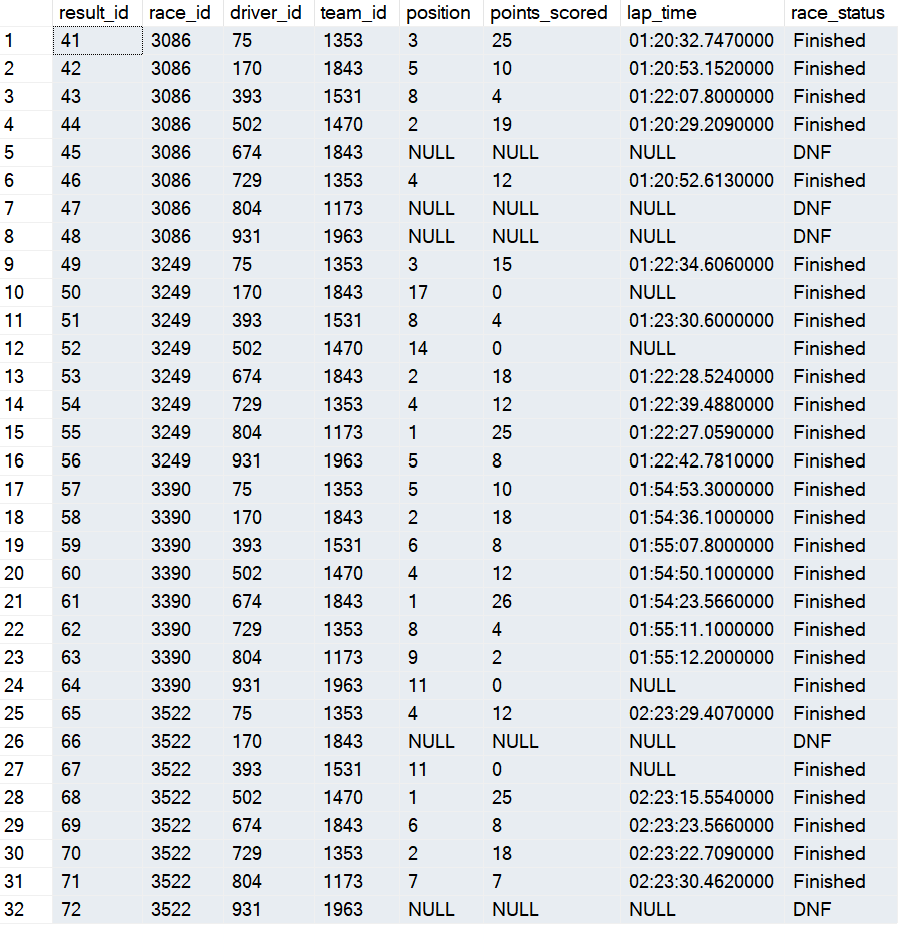 result_id race_id driver_id team_id position points_scored lap_time race_status
1 41 3086 75 1353 3 25 01:20:32.7470000 Finished
2 42 3086 170 1843 5 10 01:20:53.1520000 Finished
3 43 3086 393 1531 8 4 01:22:07.8000000 Finished
4 44 3086 502 1470 2 19 01:20:29.2090000 Finished
5 45 3086 674 1843 NULL NULL NULL DNF
6 46 3086 729 1353 4 12 01:20:52.6130000 Finished
7 47 3086 804 1173 NULL NULL NULL DNF
8 48 3086 931 1963 NULL NULL NULL DNF
9 49 3249 75 1353 3 15 01:22:34.6060000 Finished
10 50 3249 170 1843 17 0 NULL Finished
11 51 3249 393 1531 8 4 01:23:30.6000000 Finished
12 52 3249 502 1470 14 0 NULL Finished
13 53 3249 674 1843 2 18 01:22:28.5240000 Finished
14 54 3249 729 1353 4 12 01:22:39.4880000 Finished
15 55 3249 804 1173 1 25 01:22:27.0590000 Finished
16 56 3249 931 1963 5 8 01:22:42.7810000 Finished
17 57 3390 75 1353 5 10 01:54:53.3000000 Finished
18 58 3390 170 1843 2 18 01:54:36.1000000 Finished
19 59 3390 393 1531 6 8 01:55:07.8000000 Finished
20 60 3390 502 1470 4 12 01:54:50.1000000 Finished
21 61 3390 674 1843 1 26 01:54:23.5660000 Finished
22 62 3390 729 1353 8 4 01:55:11.1000000 Finished
23 63 3390 804 1173 9 2 01:55:12.2000000 Finished
24 64 3390 931 1963 11 0 NULL Finished
25 65 3522 75 1353 4 12 02:23:29.4070000 Finished
26 66 3522 170 1843 NULL NULL NULL DNF
27 67 3522 393 1531 11 0 NULL Finished
28 68 3522 502 1470 1 25 02:23:15.5540000 Finished
29 69 3522 674 1843 6 8 02:23:23.5660000 Finished
30 70 3522 729 1353 2 18 02:23:22.7090000 Finished
31 71 3522 804 1173 7 7 02:23:30.4620000 Finished
32 72 3522 931 1963 NULL NULL NULL DNF